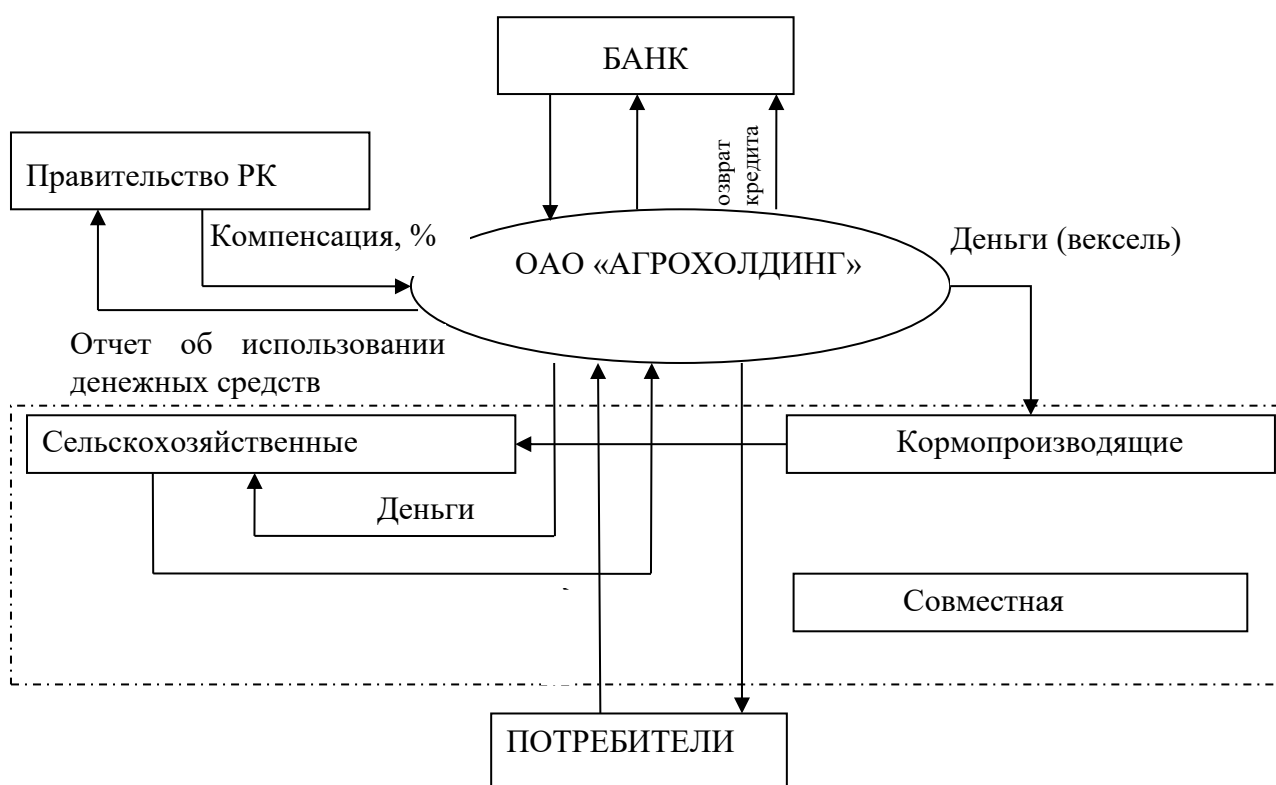 БАНК
озврат
кредита
Правительство РК
Компенсация, %
ОАО «АГРОХОЛДИНГ»
Деньги (вексель)
Отчет об использовании
денежных средств
Сельскохозяйственные
Кормопроизводящие
Деньги
Совместная
ПОТРЕБИТЕЛИ